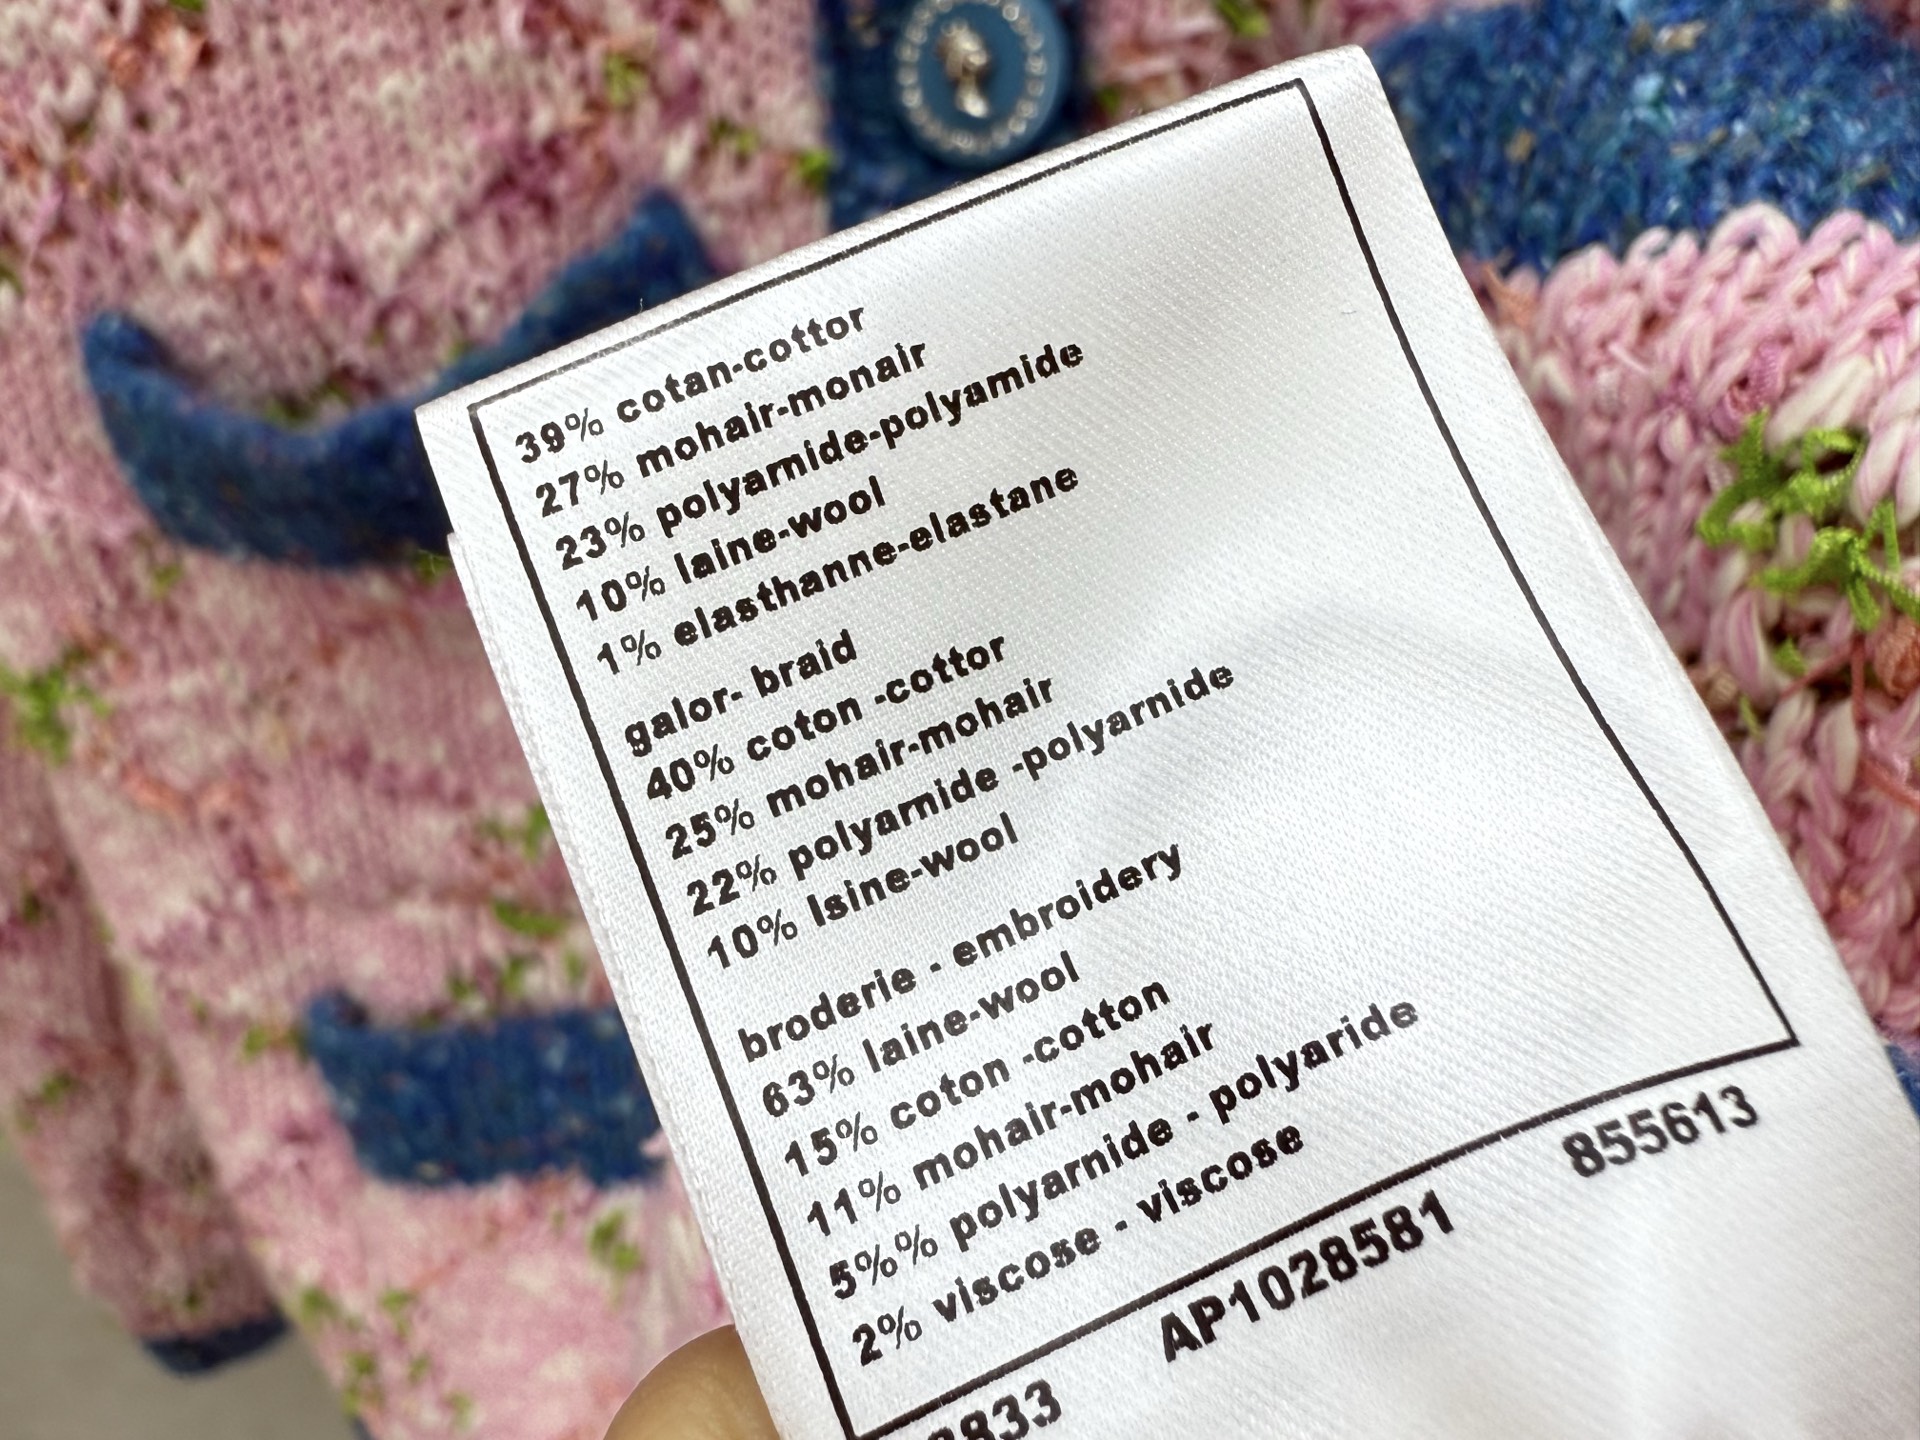 39% cotan-cottor
27% mohair-monair
23% polyarnide-polyamide
10% laine-wool
1% elasthanne-elastane
galor- braid
40% coton -cottor
25% mohair-mohair
22% polyarnide -polyarnide
10% lsine-wool
broderie - embroidery
63% laine-wool
15% coton -cotton
11% mohair-mohair
5%% polyarnide - polyaride
2% viscose - viscose
AP1028581 855613